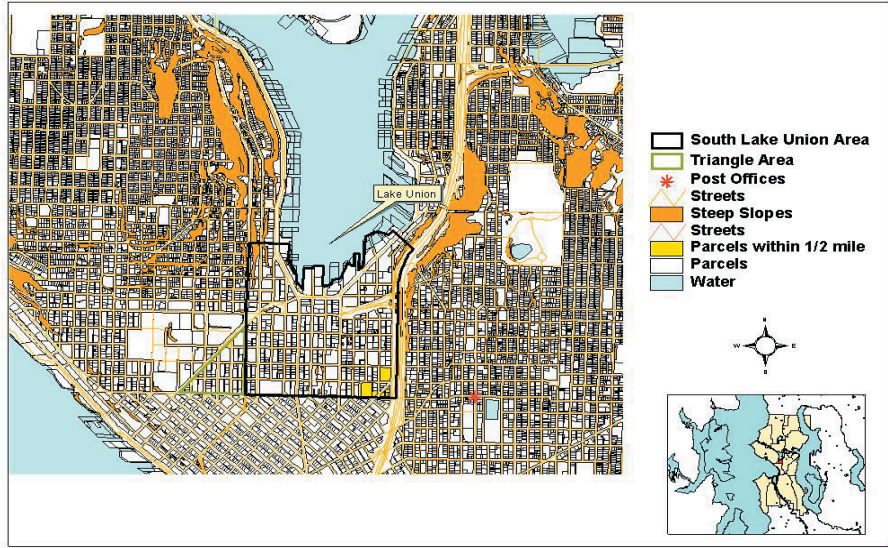 Lake Union
South Lake Union Area
Triangle Area
Post Offices
Streets
Steep Slopes
Streets
Parcels within 1/2 mile
Parcels
Water
N
W E
S